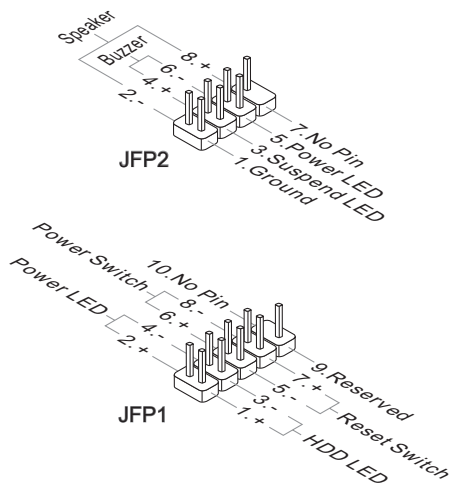 Speaker
Buzzer
8.+
6.-
4.+
2.-
7.No Pin
5.Power LED
3.Suspend LED
1.Ground
JFP2
Power Switch
Power LED
10.No Pin
8.-
6.+
4.-
2.+
9.Reserved
7.+
5.-
3.-
1.+
Reset Switch
HDD LED
JFP1